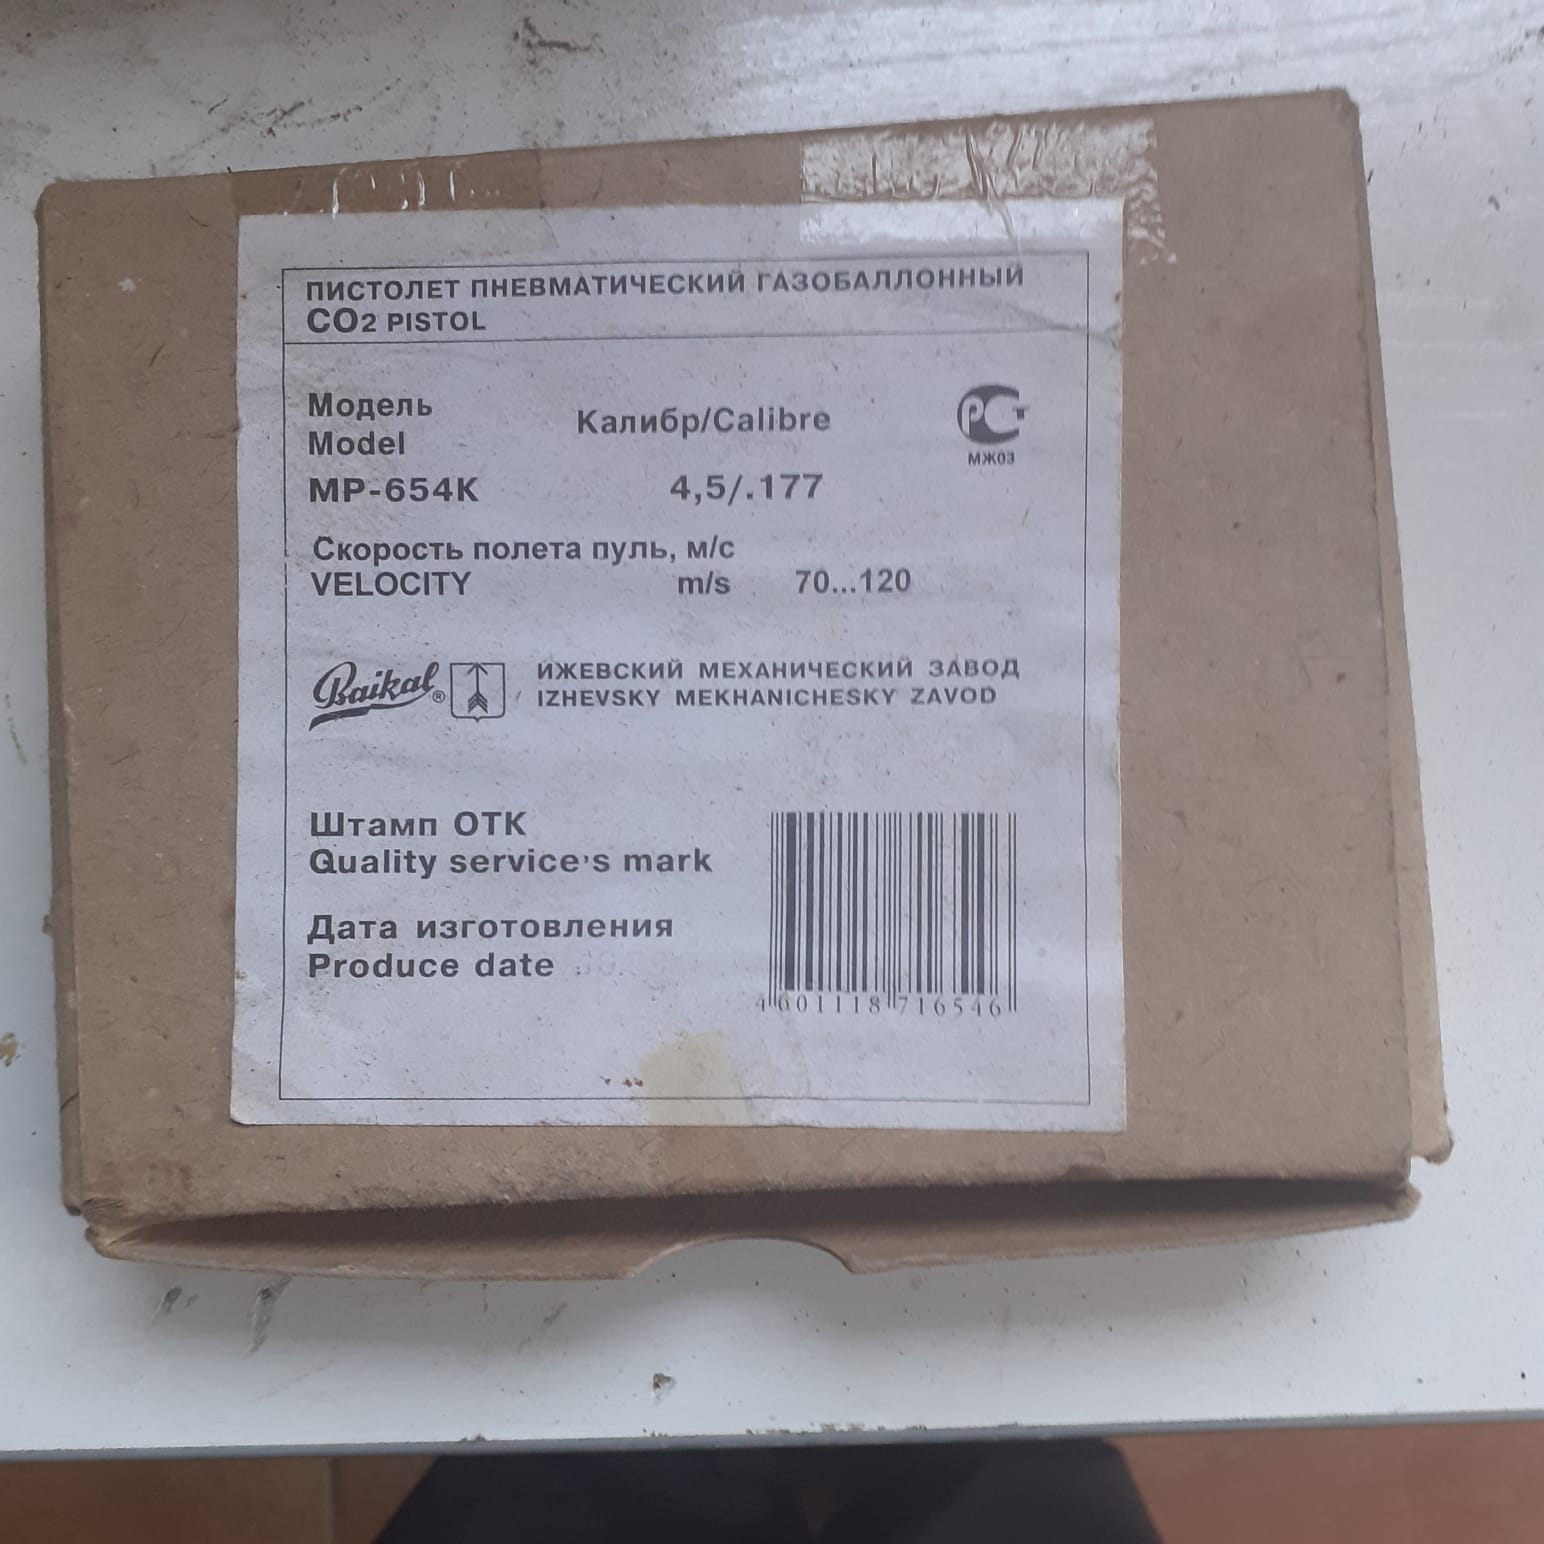 ПИСТОЛЕТ ПНЕВМАТИЧЕСКИЙ ГАЗОБАЛЛОННЫЙ
CO2 PISTOL
Модель
Model
Калибр/Calibre
РСТ
МЖ03
MP-654K
4,5/.177
Скорость полета пуль, м/с
VELOCITY m/s 70...120
Baikal®
ИЖЕВСКИЙ МЕХАНИЧЕСКИЙ ЗАВОД
IZHEVSKY MEKHANICHESKY ZAVOD
Штамп ОТК
Quality service's mark
Дата изготовления
Produce date
4601118716546